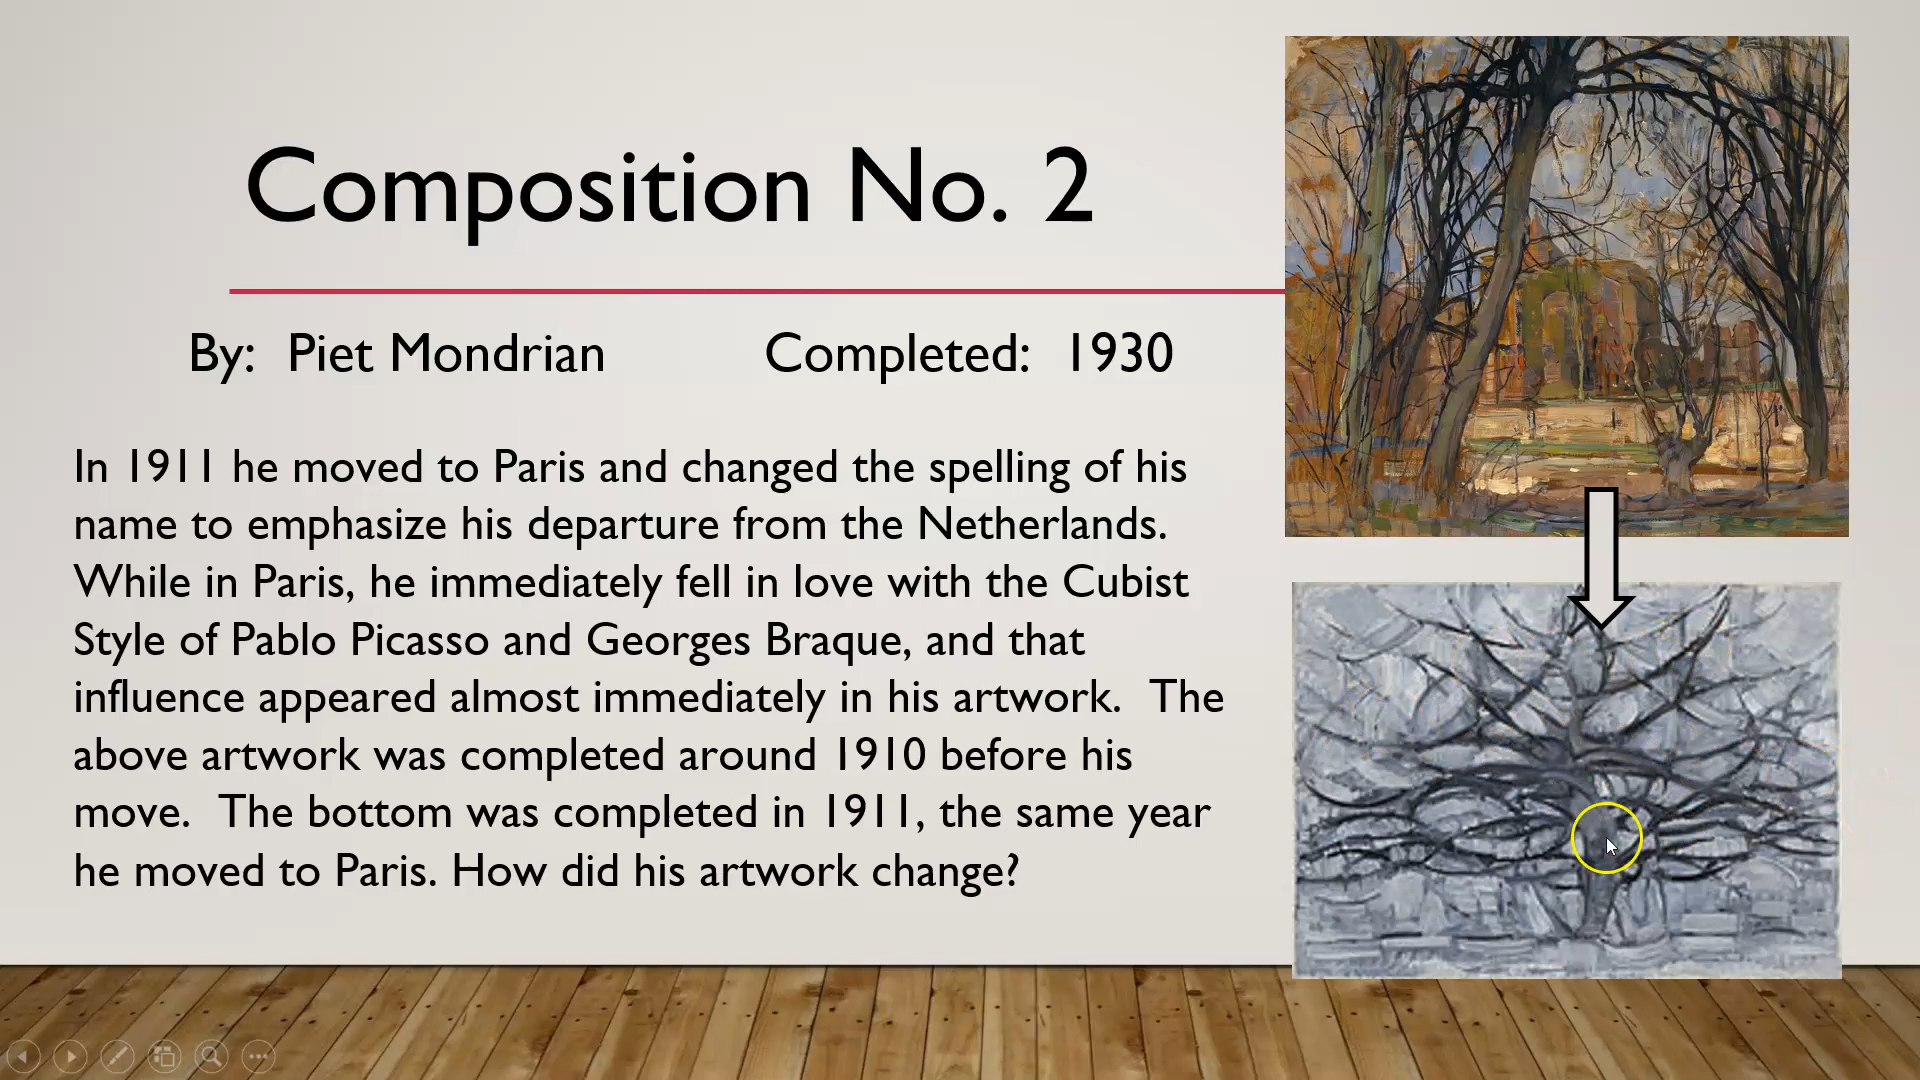 Composition No. 2
By: Piet Mondrian Completed: 1930
In 1911 he moved to Paris and changed the spelling of his
name to emphasize his departure from the Netherlands.
While in Paris, he immediately fell in love with the Cubist
Style of Pablo Picasso and Georges Braque, and that
influence appeared almost immediately in his artwork. The
above artwork was completed around 1910 before his
move. The bottom was completed in 1911, the same year
he moved to Paris. How did his artwork change?